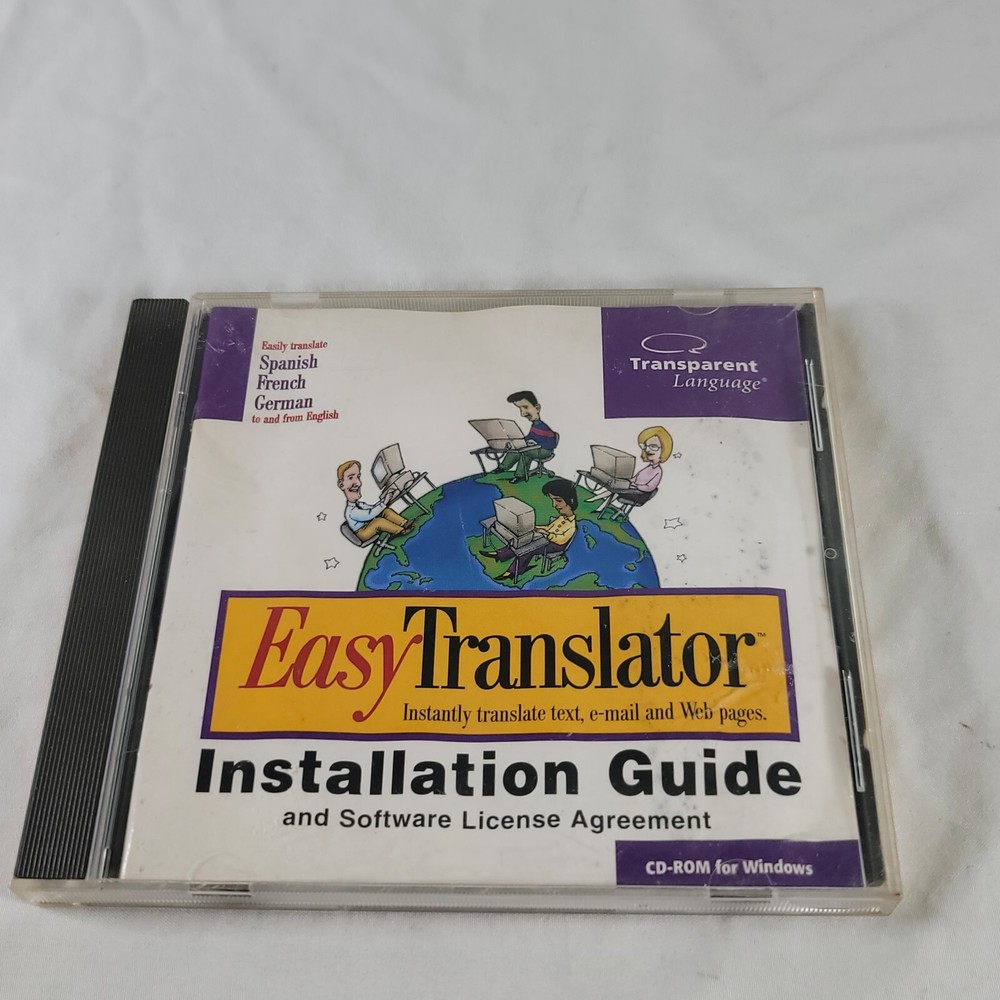 Easily translate
Spanish
French
German
to and from English
Transparent
Language®
EasyTranslator™
Instantly translate text, e-mail and Web pages.
Installation Guide
and Software License Agreement
CD-ROM for Windows